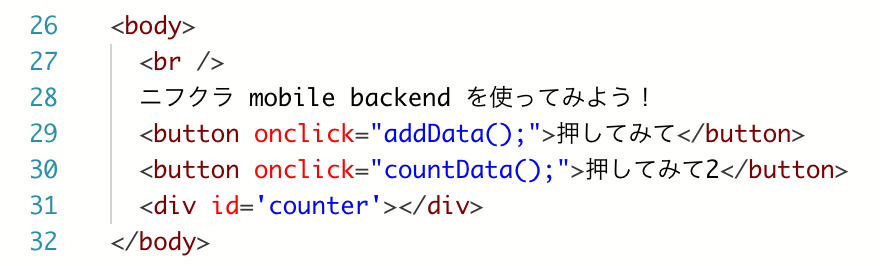 26 <body>
27 <br />
28 ニフクラ mobile backend を使ってみよう！
29 <button onclick="addData();">押してみて</button>
30 <button onclick="countData();">押してみて2</button>
31 <div id='counter'></div>
32 </body>